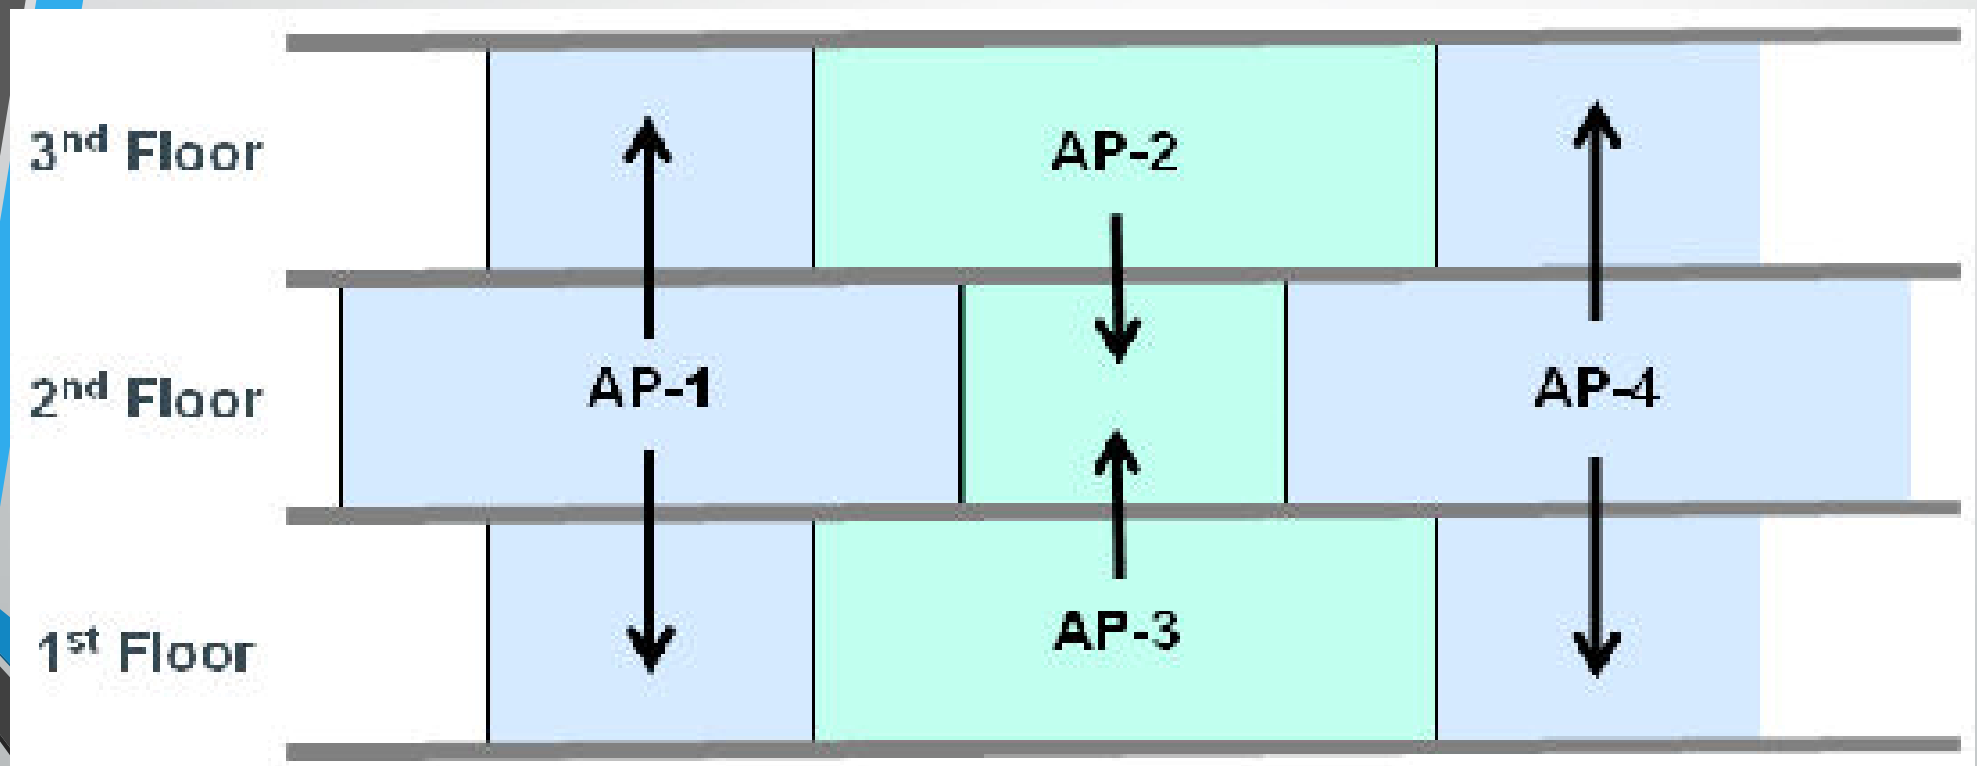 3nd Floor
AP-2
2nd Floor
AP-1
AP-4
1st Floor
AP-3